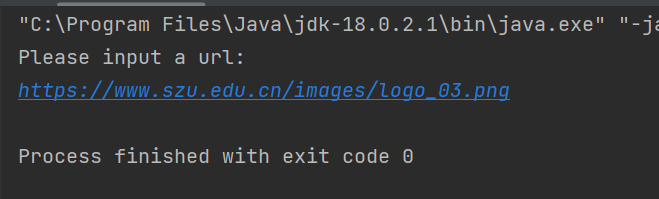 "C:\Program Files\Java\jdk-18.0.2.1\bin\java.exe" "-ja
Please input a url:
https://www.szu.edu.cn/images/logo_03.png
Process finished with exit code 0